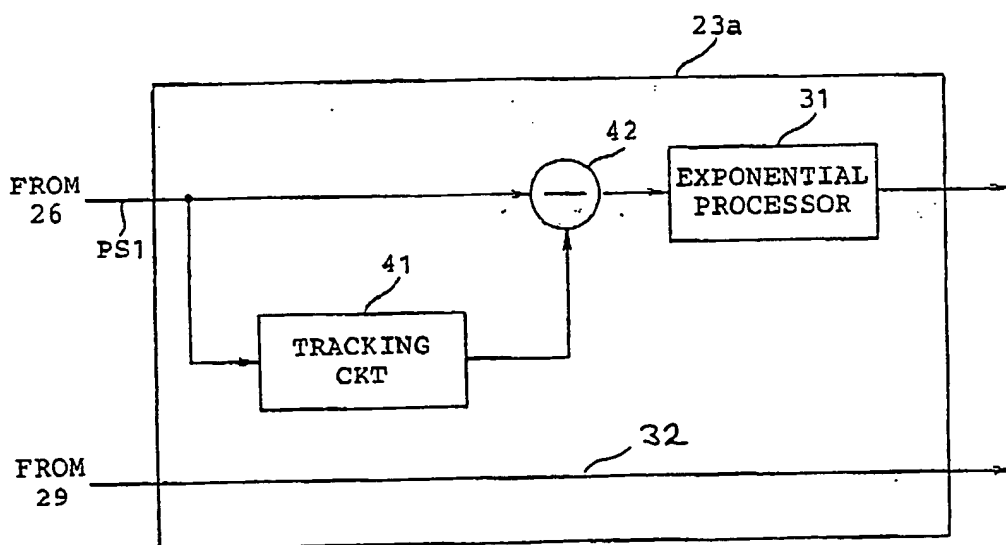 23a
42
31
FROM
26
EXPONENTIAL
PROCESSOR
PS1
41
TRACKING
CKT
32
FROM
29